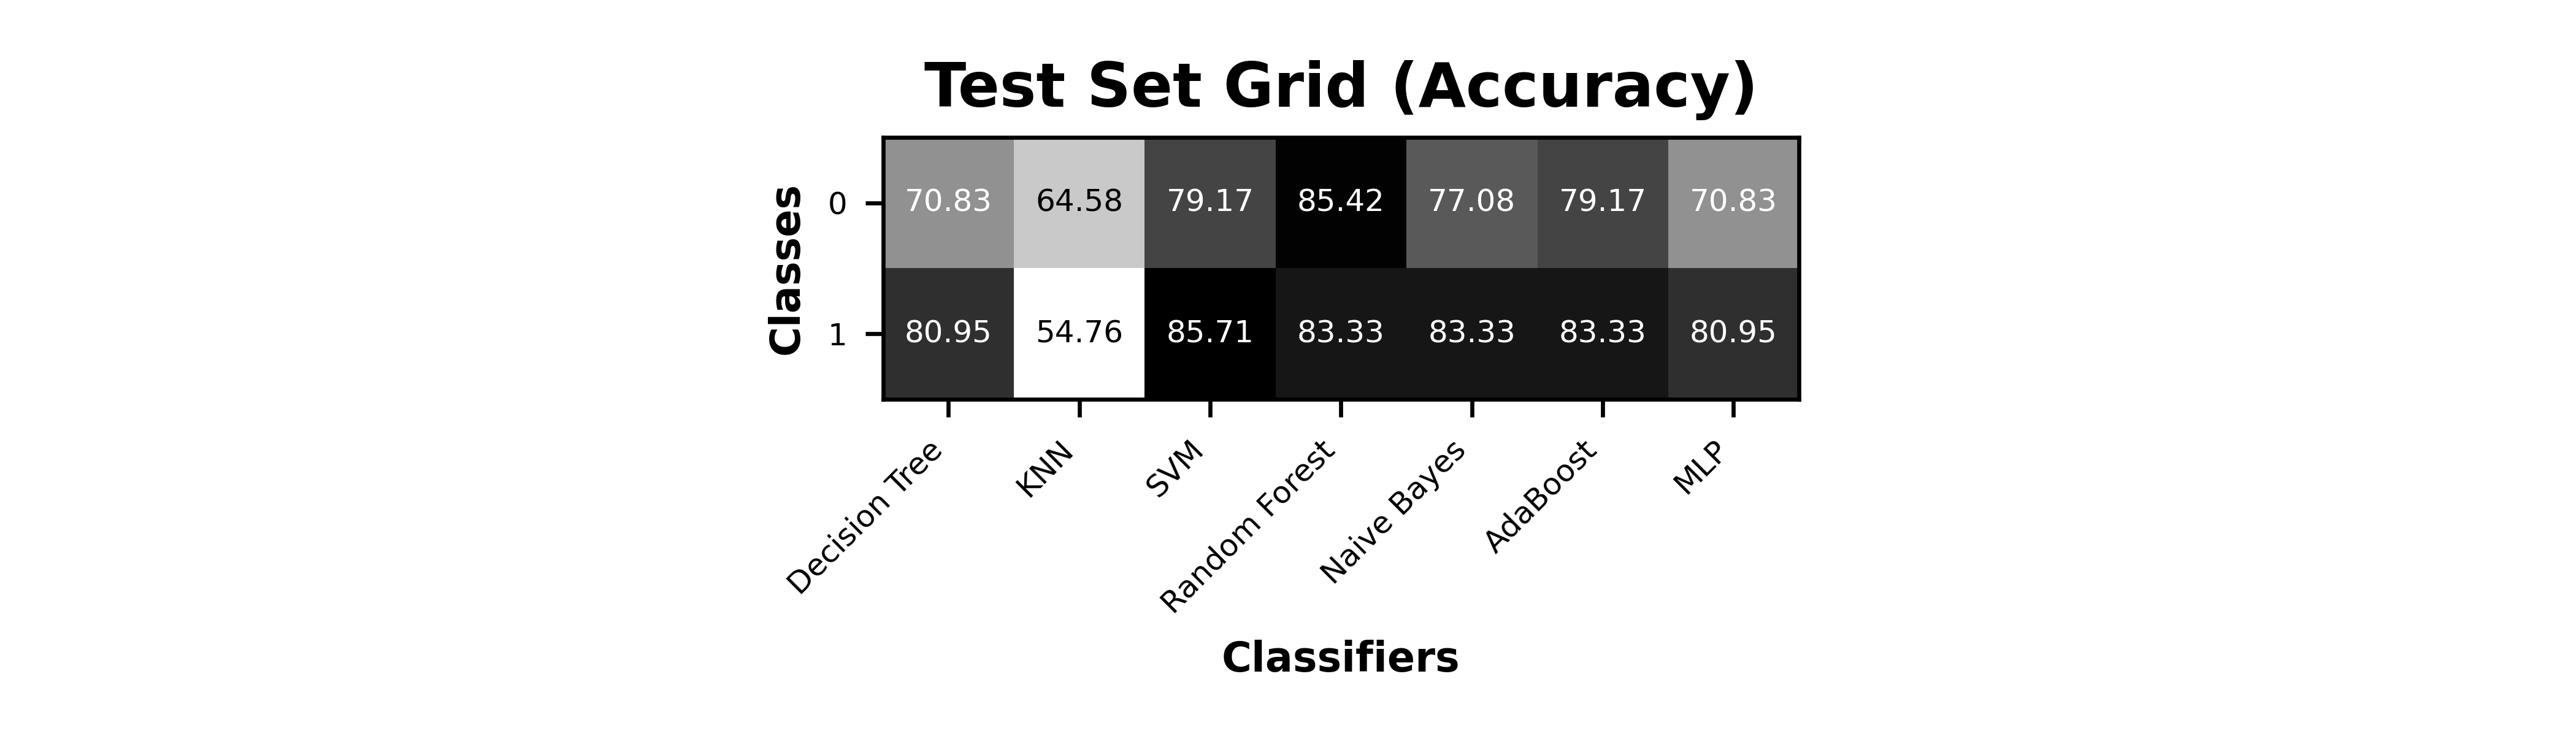 Test Set Grid (Accuracy)
Classes
0 70.83 64.58 79.17 85.42 77.08 79.17 70.83
1 80.95 54.76 85.71 83.33 83.33 83.33 80.95
Decision Tree
KNN
SVM
Random Forest
Naive Bayes
AdaBoost
MLP
Classifiers